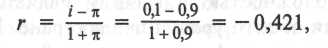 r = (i − π)/(1 + π) = (0,1 − 0,9)/(1 + 0,9) = − 0,421,